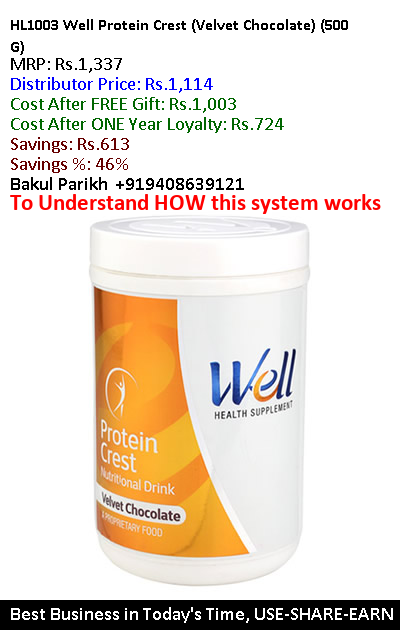 HL1003 Well Protein Crest (Velvet Chocolate) (500
G)
MRP: Rs.1,337
Distributor Price: Rs.1,114
Cost After FREE Gift: Rs.1,003
Cost After ONE Year Loyalty: Rs.724
Savings: Rs.613
Savings %: 46%
Bakul Parikh +919408639121
To Understand HOW this system works
Well
HEALTH SUPPLEMENT
Protein
Crest
Nutritional Drink
Velvet Chocolate
A PROPRIETARY FOOD
Best Business in Today's Time, USE-SHARE-EARN